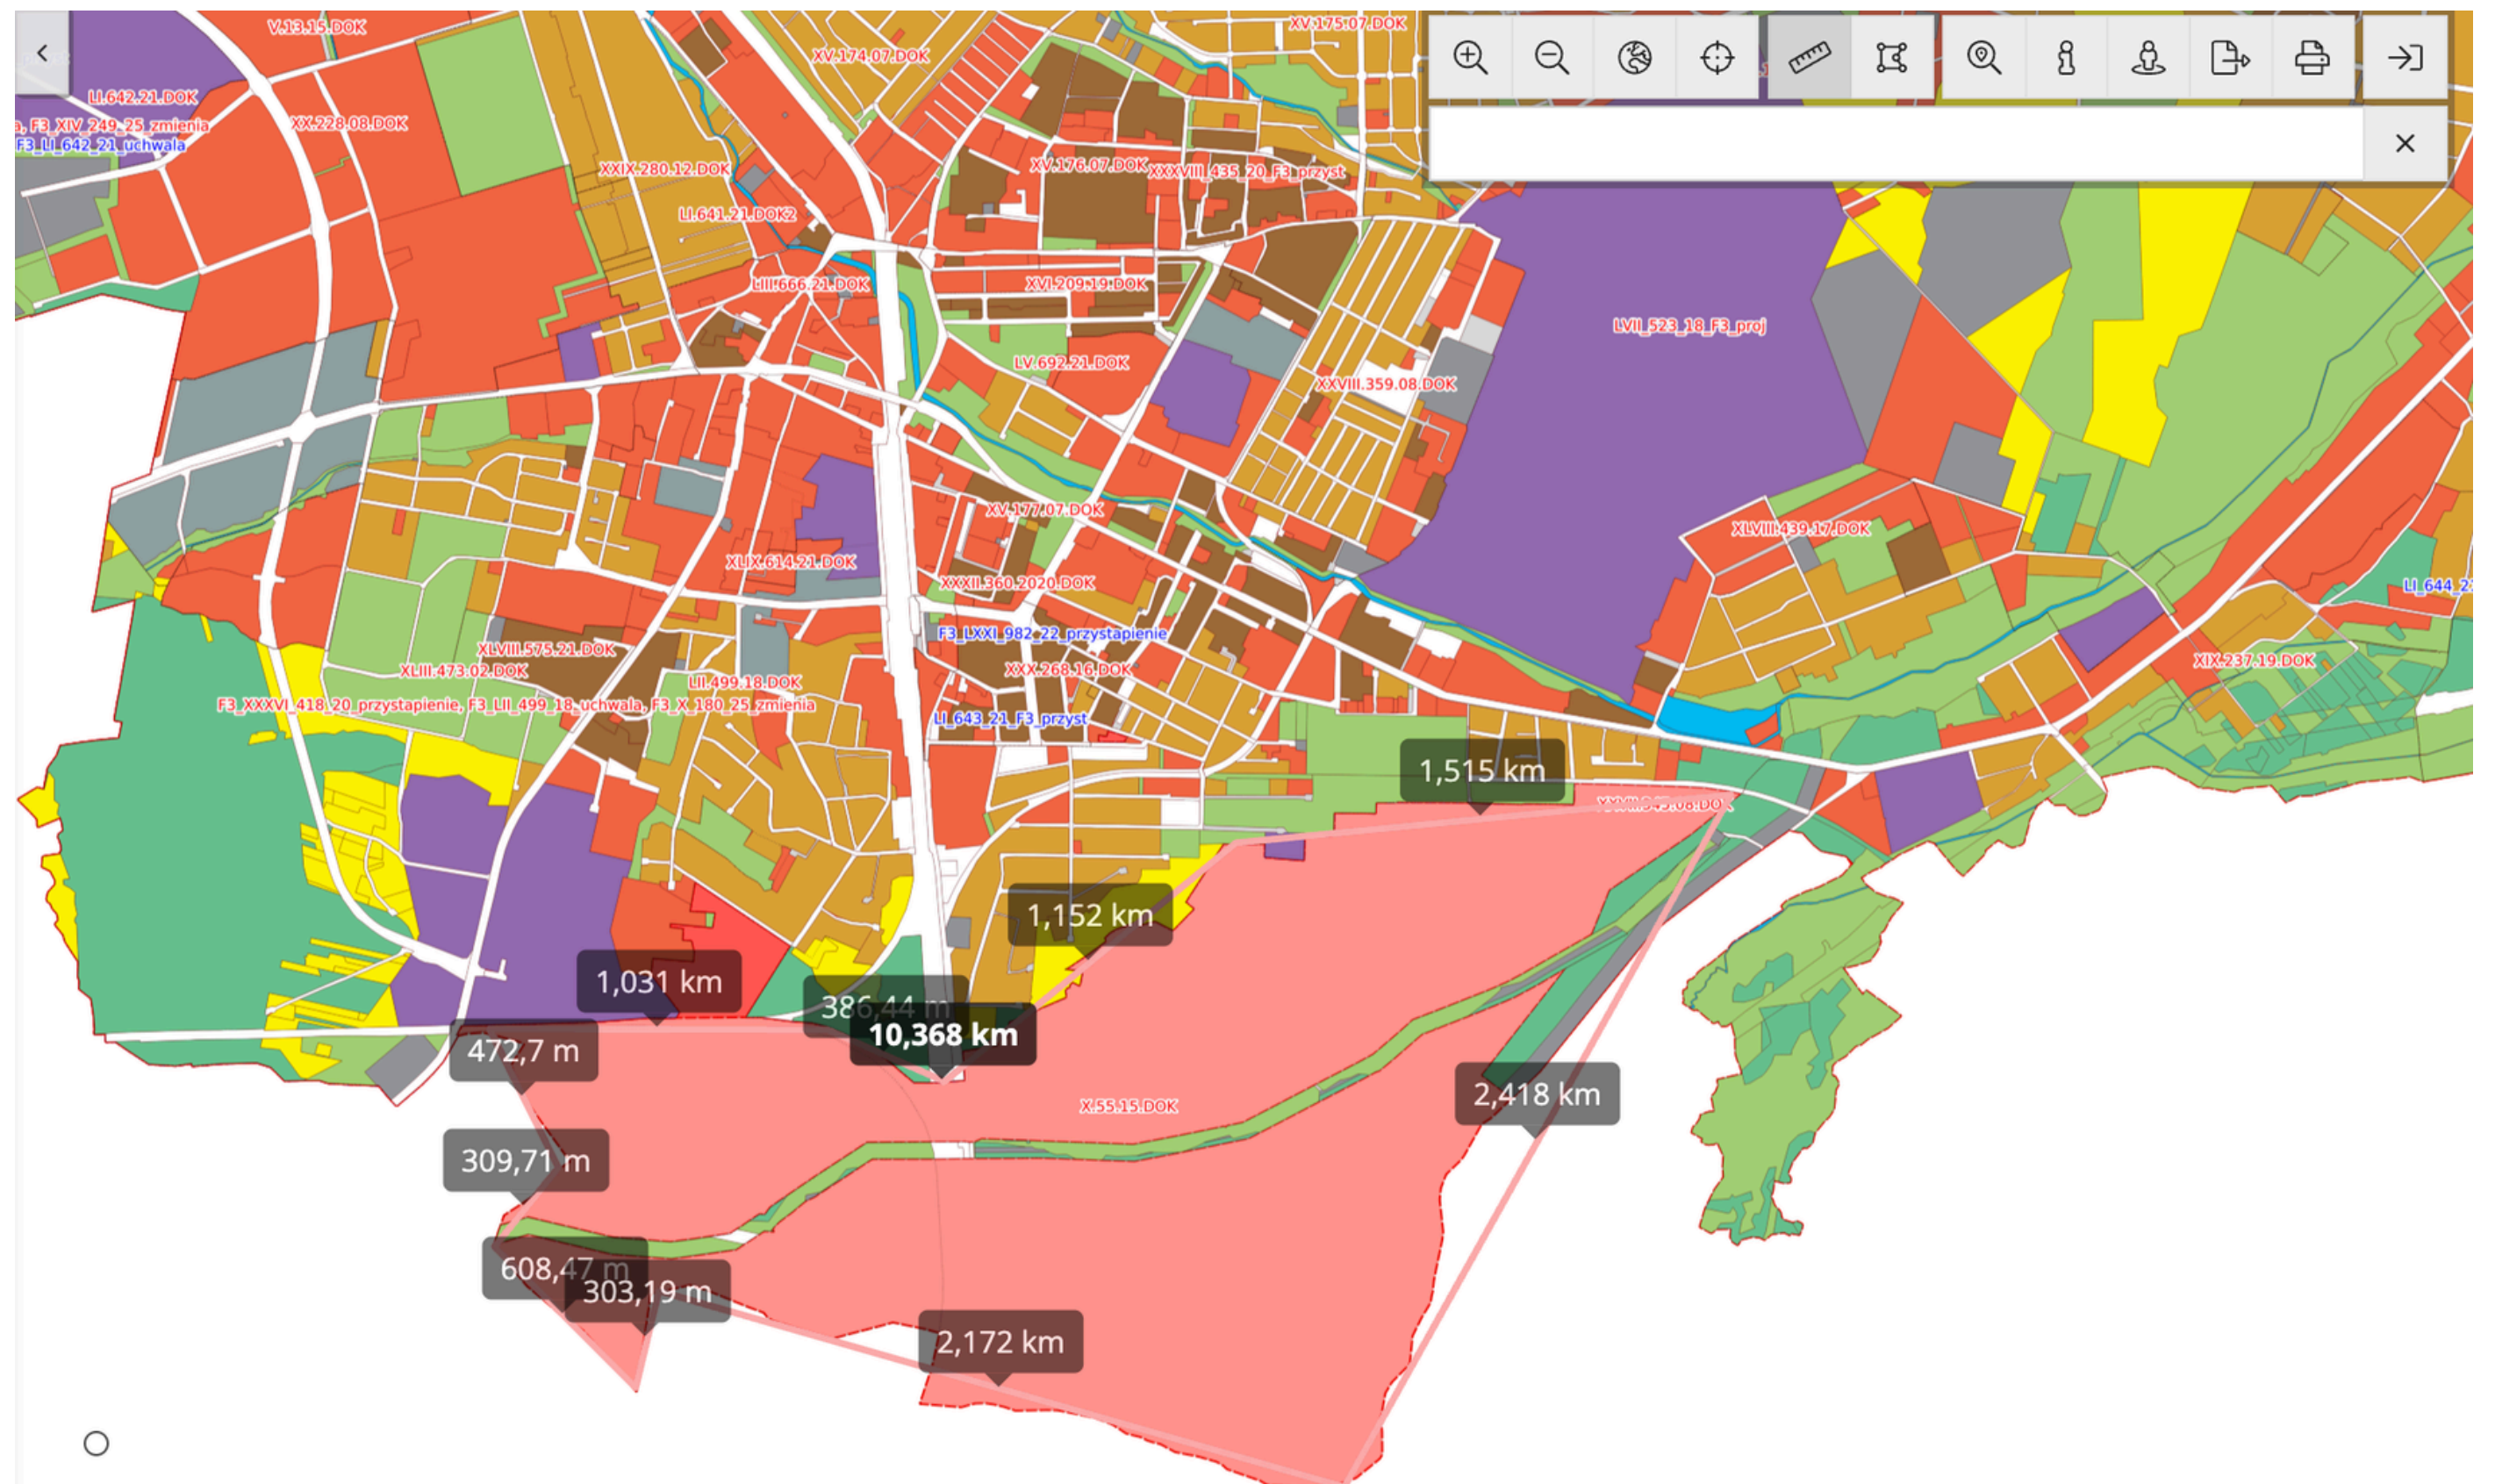 V.13.15.DOK
XV.175.07.DOK
XV.174.07.DOK
LI.642.21.DOK
a, F3_XIV_249_25_zmienia
XX.228.08.DOK
F3_LI_642_21_uchwala
XXIX.280.12.DOK
XV.176.07.DOK
XXXVIII_435_20_F3_przyst
LI.641.21.DOK2
LIII.666.21.DOK
XVI.209.19.DOK
LVII_523_18_F3_proj
LV.692.21.DOK
XXVIII.359.08.DOK
XV.177.07.DOK
XLVIII.439.17.DOK
XLIX.614.21.DOK
XXXII.360.2020.DOK
LI_644_2
F3_LXXI_982_22_przystapienie
XLVIII.575.21.DOK
XLIII.473.02.DOK
XXX.268.16.DOK
XIX.237.19.DOK
LII.499.18.DOK
F3_XXXVI_418_20_przystapienie, F3_LII_499_18_uchwala, F3_X_180_25_zmienia
LI_643_21_F3_przyst
1,515 km
1,152 km
1,031 km
386,44 m
10,368 km
472,7 m
2,418 km
X.55.15.DOK
309,71 m
608,47 m
303,19 m
2,172 km